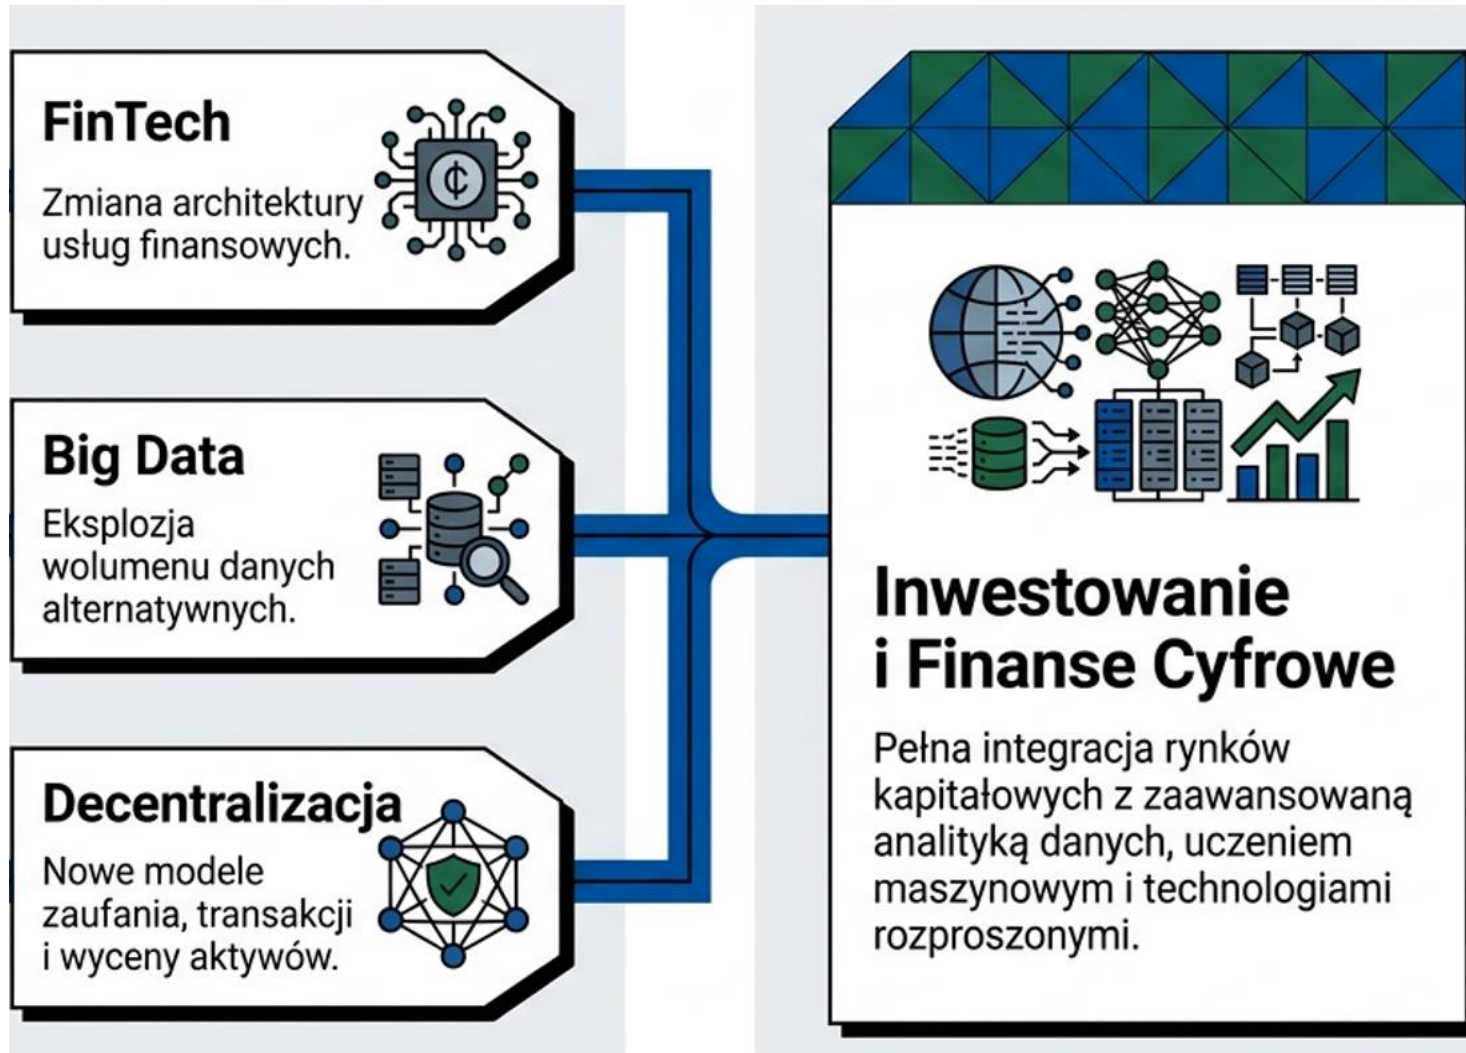 FinTech
Zmiana architektury
usług finansowych.
₵
Big Data
Eksplozja
wolumenu danych
alternatywnych.
Decentralizacja
Nowe modele
zaufania, transakcji
i wyceny aktywów.
Inwestowanie
i Finanse Cyfrowe
Pełna integracja rynków
kapitałowych z zaawansowaną
analityką danych, uczeniem
maszynowym i technologiami
rozproszonymi.